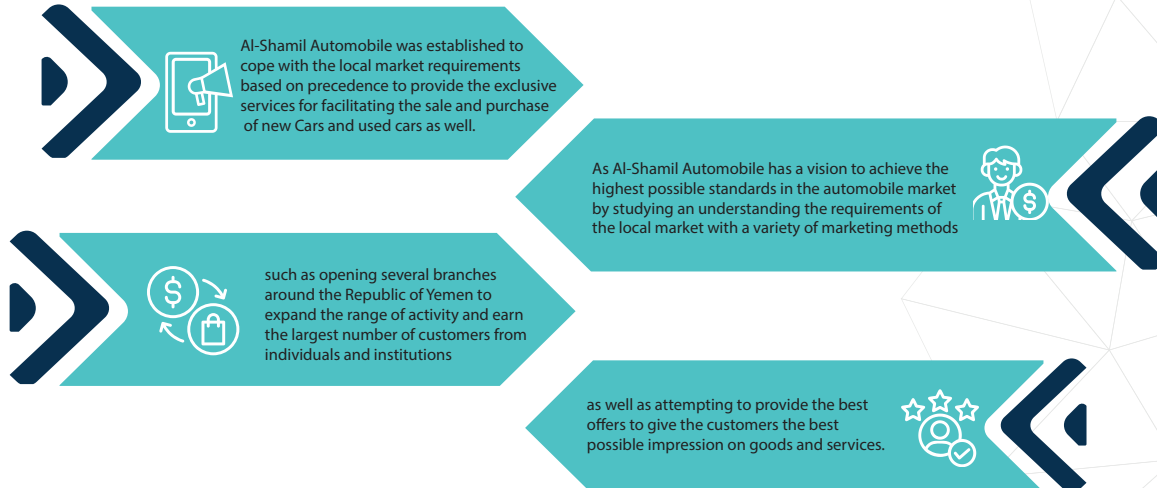 Al-Shamil Automobile was established to
cope with the local market requirements
based on precedence to provide the exclusive
services for facilitating the sale and purchase
of new Cars and used cars as well.
As Al-Shamil Automobile has a vision to achieve the
highest possible standards in the automobile market
by studying an understanding the requirements of
the local market with a variety of marketing methods
such as opening several branches
around the Republic of Yemen to
expand the range of activity and earn
the largest number of customers from
individuals and institutions
as well as attempting to provide the best
offers to give the customers the best
possible impression on goods and services.